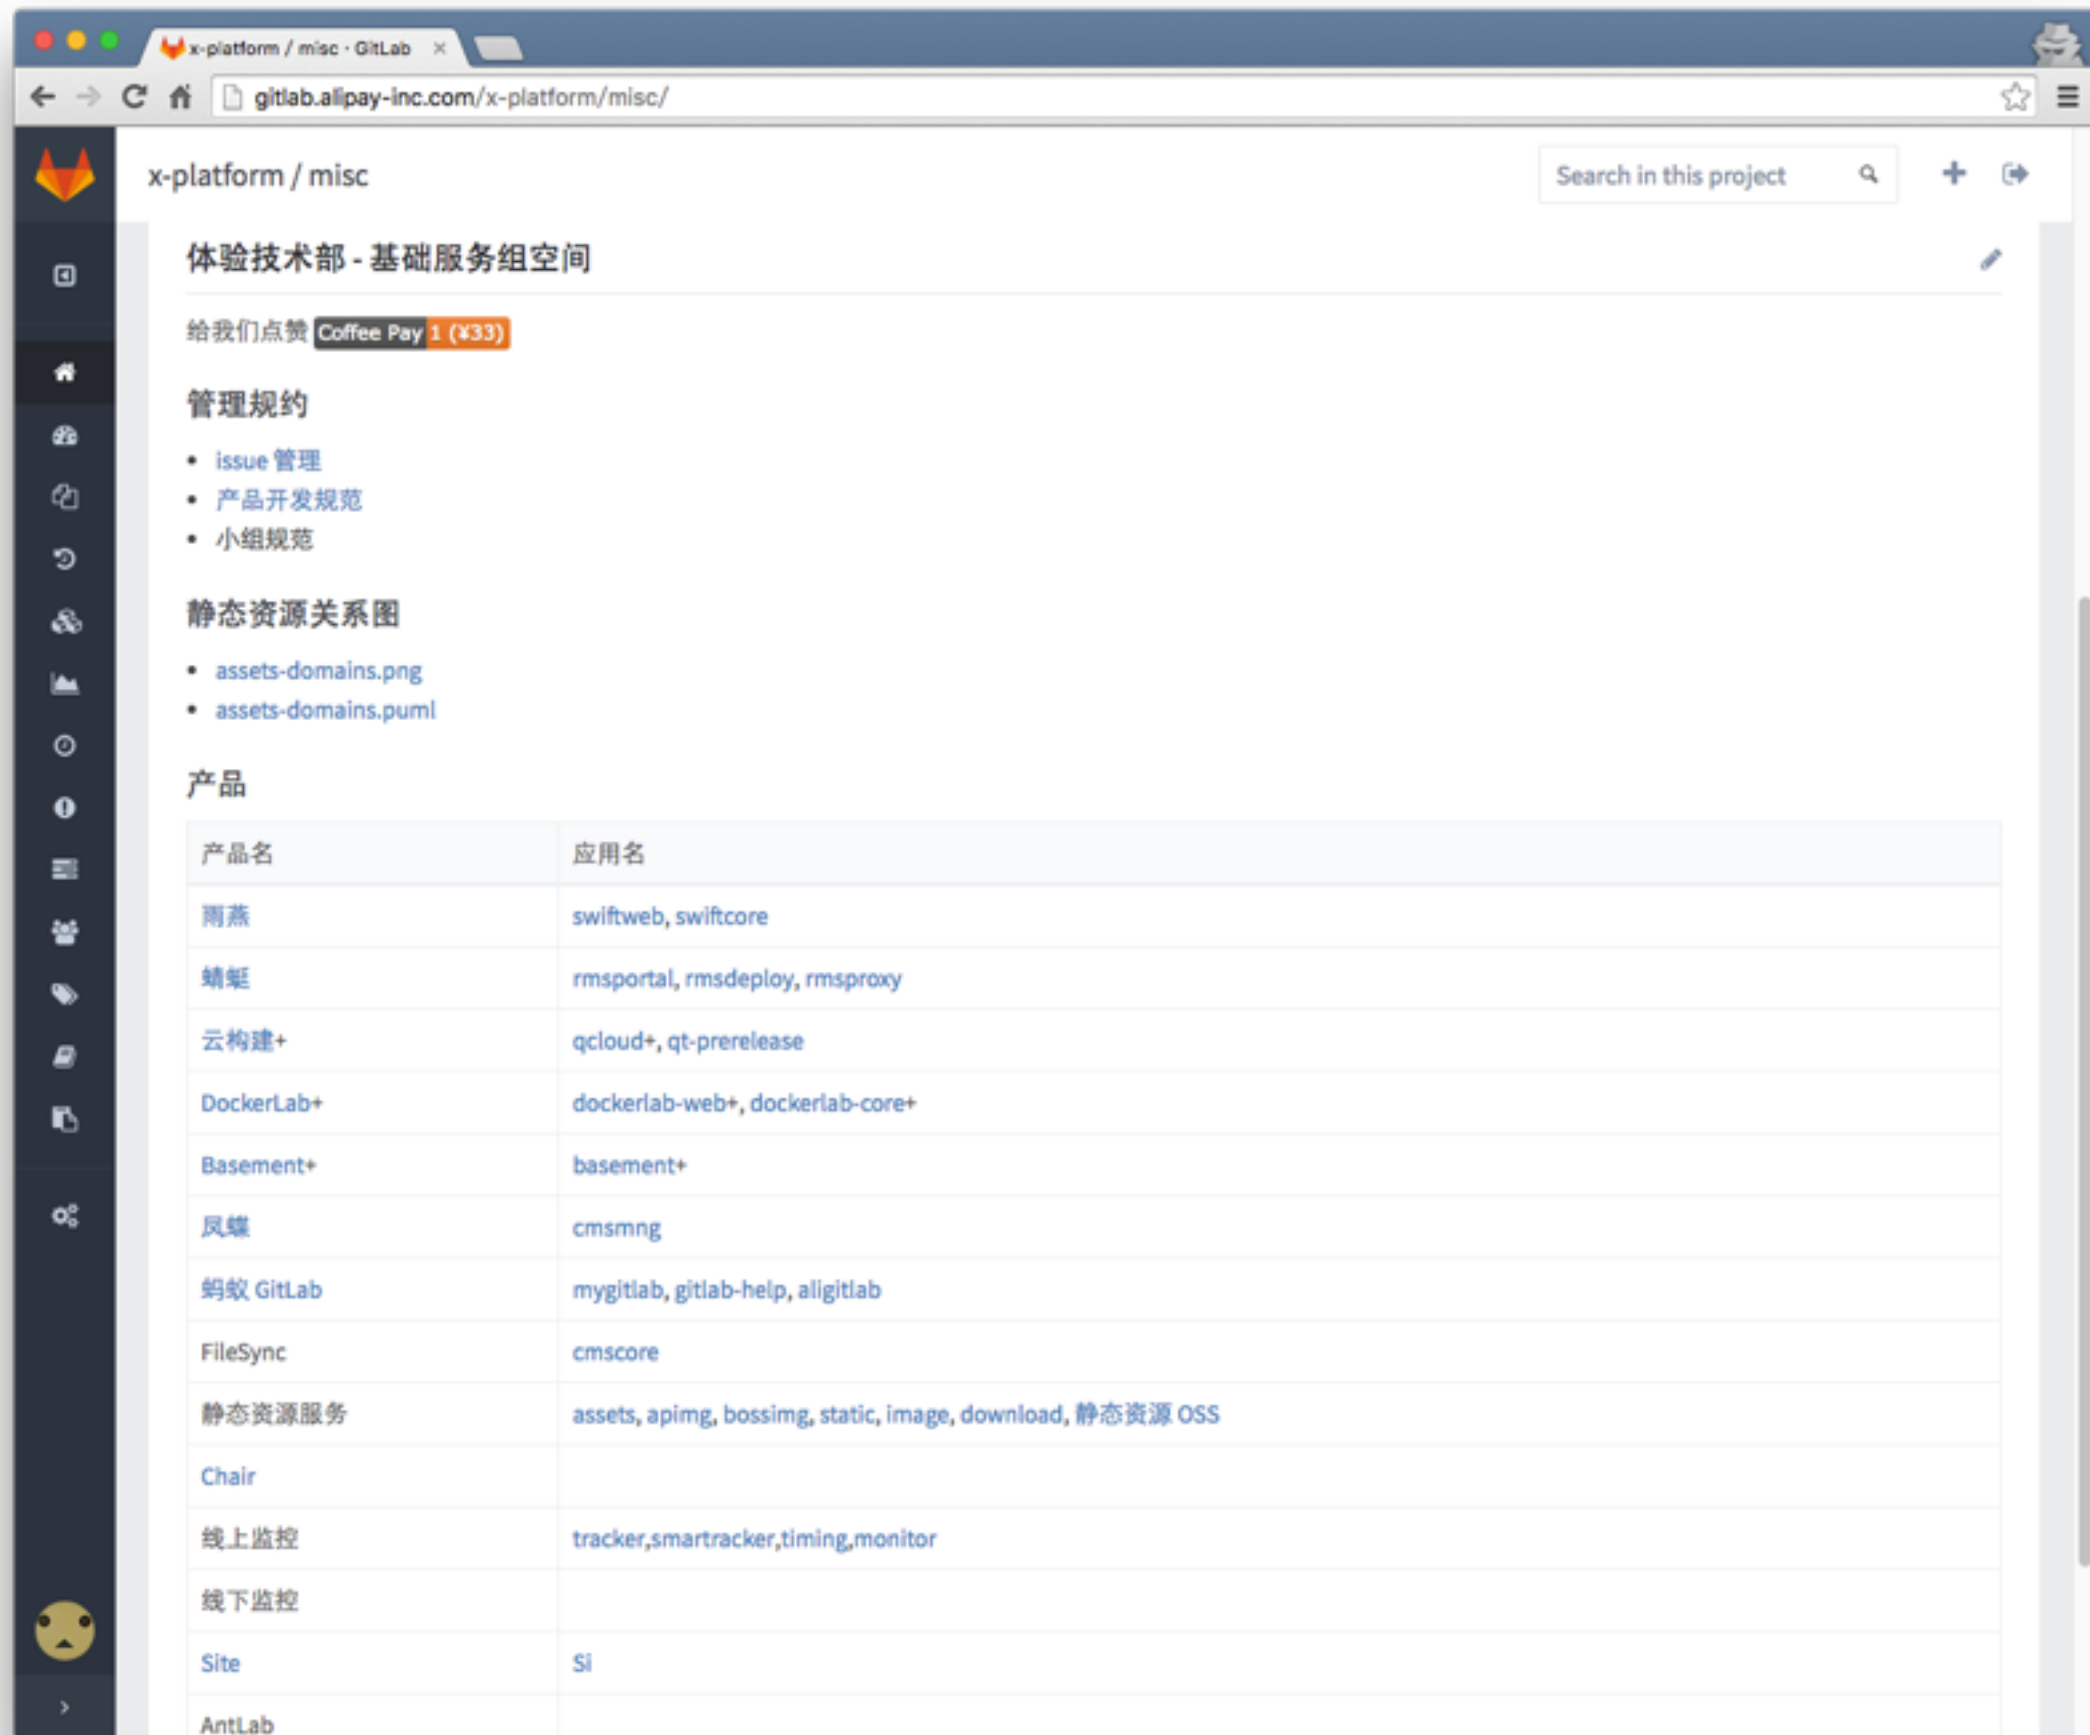 x-platform / misc · GitLab
gitlab.alipay-inc.com/x-platform/misc/
x-platform / misc
Search in this project
体验技术部 - 基础服务组空间
给我们点赞 Coffee Pay 1 (¥33)
管理规约
issue 管理
产品开发规范
小组规范
静态资源关系图
assets-domains.png
assets-domains.puml
产品
产品名 应用名
雨燕 swiftweb, swiftcore
蜻蜓 rmsportal, rmsdeploy, rmsproxy
云构建+ qcloud+, qt-prerelease
DockerLab+ dockerlab-web+, dockerlab-core+
Basement+ basement+
凤蝶 cmsmng
蚂蚁 GitLab mygitlab, gitlab-help, aligitlab
FileSync cmscore
静态资源服务 assets, apimg, bossimg, static, image, download, 静态资源 OSS
Chair
线上监控 tracker,smartracker,timing,monitor
线下监控
Site Si
AntLab